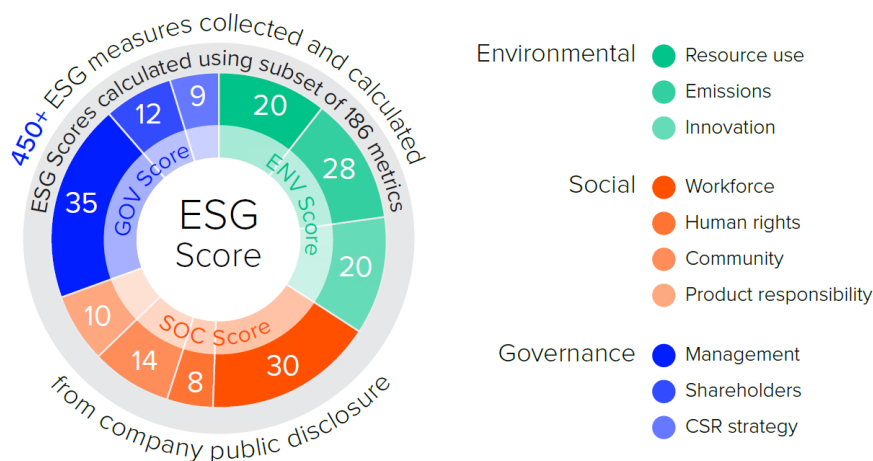 450+ ESG measures collected and calculated
from company public disclosure
ESG Scores calculated using subset of 186 metrics
20
28
20
30
8
14
10
35
12
9
ENV Score
SOC Score
GOV Score
ESG
Score
Environmental
Resource use
Emissions
Innovation
Social
Workforce
Human rights
Community
Product responsibility
Governance
Management
Shareholders
CSR strategy